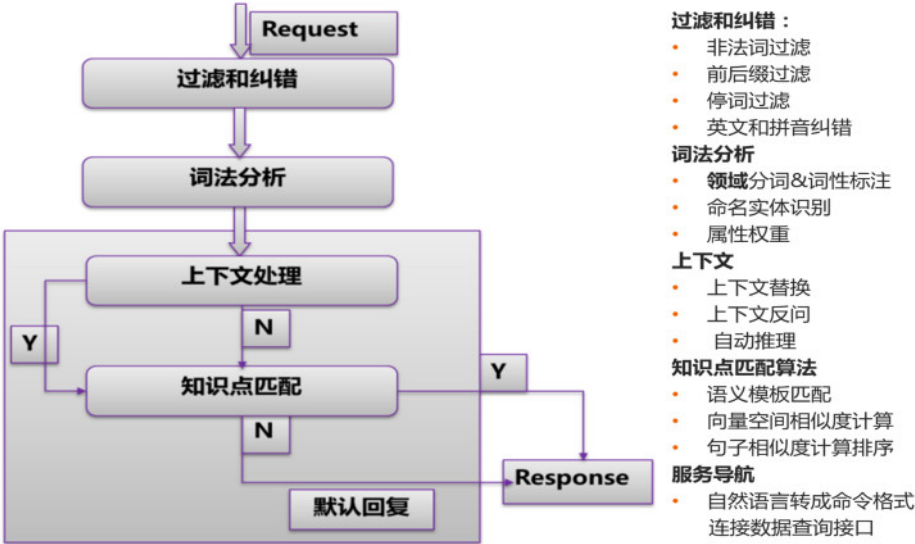 Request
过滤和纠错
词法分析
上下文处理
N
Y
知识点匹配
Y
N
Response
默认回复
过滤和纠错：
• 非法词过滤
• 前后缀过滤
• 停词过滤
• 英文和拼音纠错
词法分析
• 领域分词&词性标注
• 命名实体识别
• 属性权重
上下文
• 上下文替换
• 上下文反问
• 自动推理
知识点匹配算法
• 语义模板匹配
• 向量空间相似度计算
• 句子相似度计算排序
服务导航
• 自然语言转成命令格式
连接数据查询接口